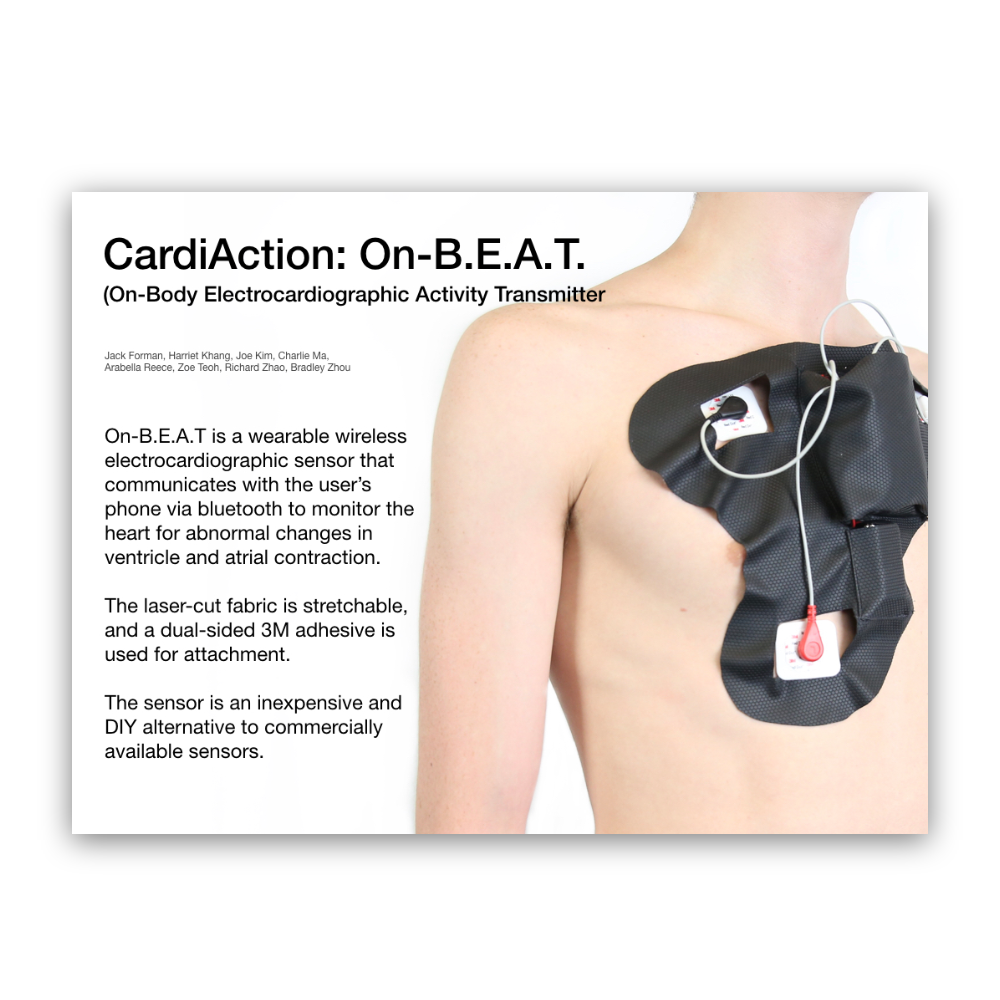 CardiAction: On-B.E.A.T.
(On-Body Electrocardiographic Activity Transmitter
Jack Forman, Harriet Khang, Joe Kim, Charlie Ma,
Arabella Reece, Zoe Teoh, Richard Zhao, Bradley Zhou
On-B.E.A.T is a wearable wireless
electrocardiographic sensor that
communicates with the user’s
phone via bluetooth to monitor the
heart for abnormal changes in
ventricle and atrial contraction.
The laser-cut fabric is stretchable,
and a dual-sided 3M adhesive is
used for attachment.
The sensor is an inexpensive and
DIY alternative to commercially
available sensors.